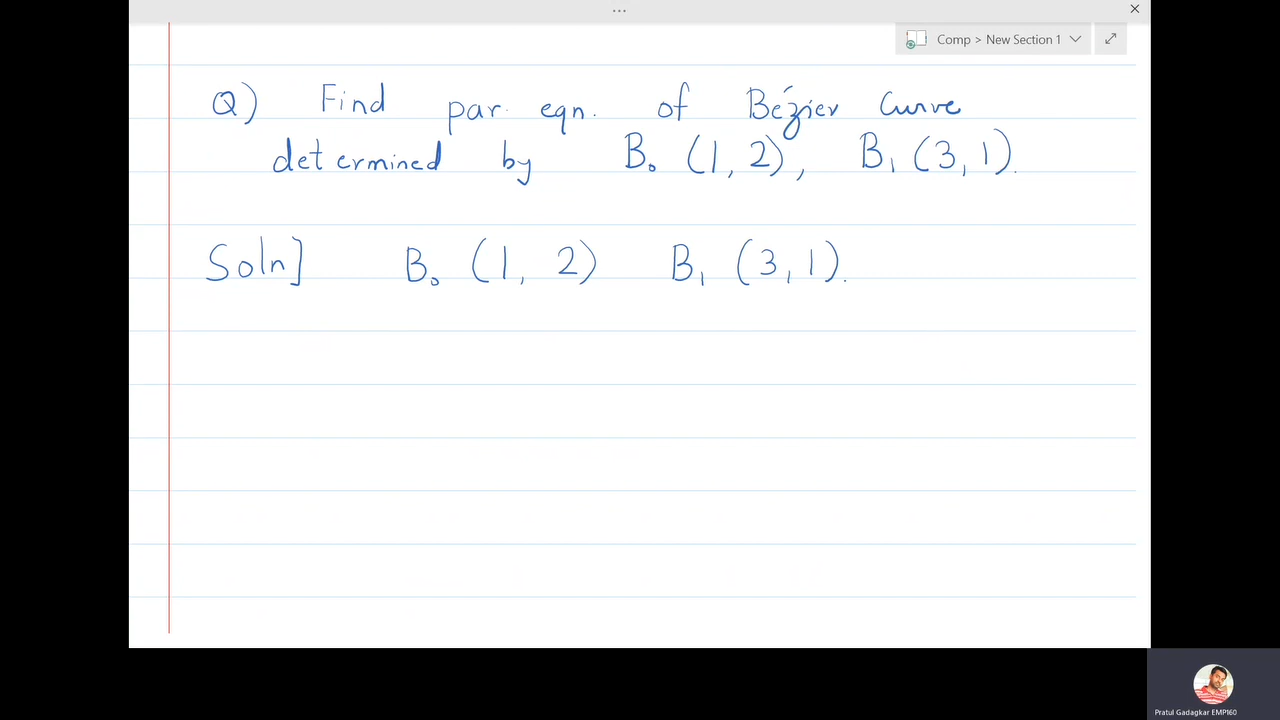 Comp > New Section 1
Q) Find par. eqn. of Bézier Curve
determined by B₀ (1, 2), B₁ (3, 1).
Soln] B₀ (1, 2) B₁ (3, 1).
Pratul Gadagkar EMP160